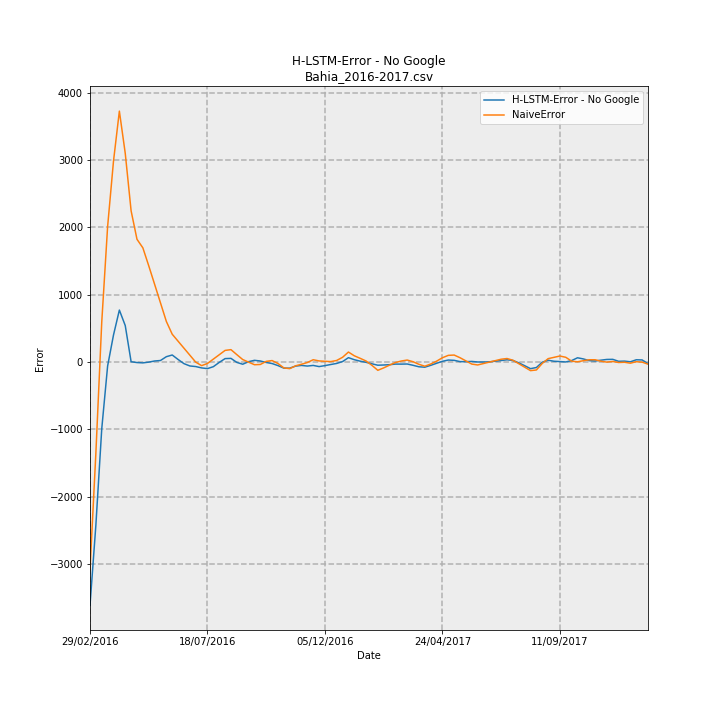 H-LSTM-Error - No Google
Bahia_2016-2017.csv
H-LSTM-Error - No Google
NaiveError
4000
3000
2000
1000
0
−1000
−2000
−3000
Error
29/02/2016
18/07/2016
05/12/2016
24/04/2017
11/09/2017
Date